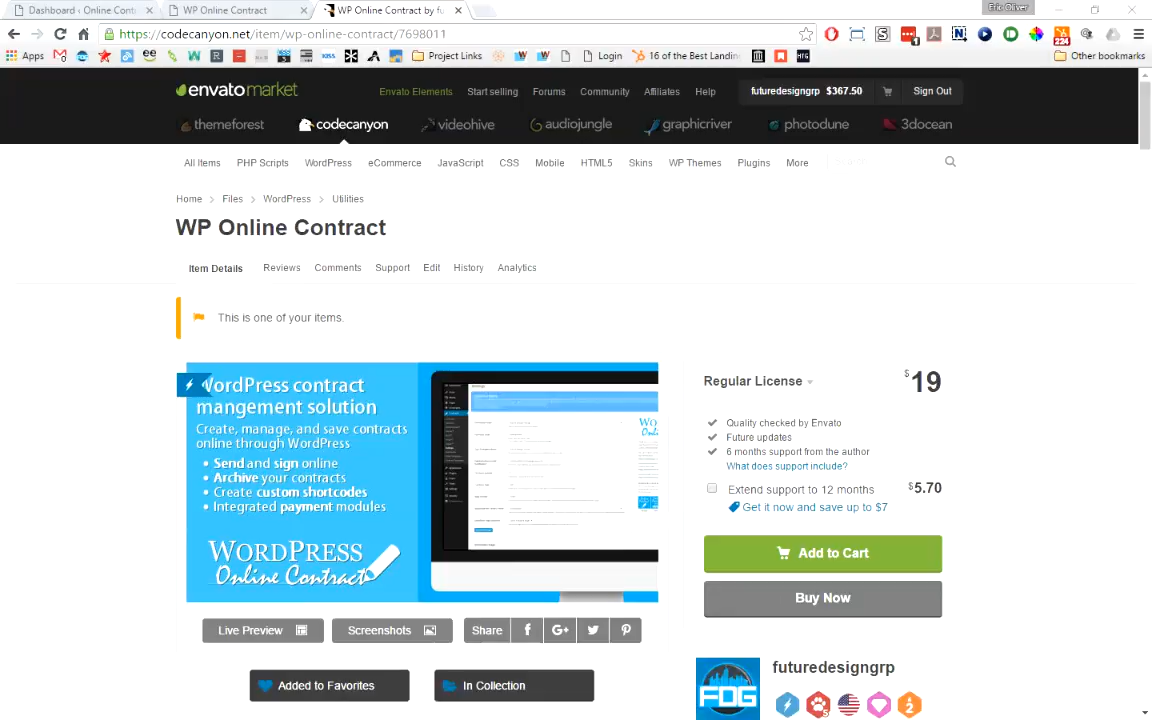 Dashboard ‹ Online Cont
WP Online Contract
WP Online Contract by fu
Eric Oliver
https://codecanyon.net/item/wp-online-contract/7698011
Apps
Project Links
Login
16 of the Best Landin
Other bookmarks
224
envatomarket
Envato Elements
Start selling
Forums
Community
Affiliates
Help
futuredesigngrp $367.50
Sign Out
themeforest
codecanyon
videohive
audiojungle
graphicriver
photodune
3docean
All Items
PHP Scripts
WordPress
eCommerce
JavaScript
CSS
Mobile
HTML5
Skins
WP Themes
Plugins
More
Home > Files > WordPress > Utilities
WP Online Contract
Item Details
Reviews
Comments
Support
Edit
History
Analytics
This is one of your items.
WordPress contract
mangement solution
Create, manage, and save contracts
online through WordPress
• Send and sign online
• Archive your contracts
• Create custom shortcodes
• Integrated payment modules
WORDPRESS
Online Contract
Regular License
$19
Quality checked by Envato
Future updates
6 months support from the author
What does support include?
Extend support to 12 months
$5.70
Get it now and save up to $7
Add to Cart
Buy Now
Live Preview
Screenshots
Share
Added to Favorites
In Collection
FDG
futuredesigngrp